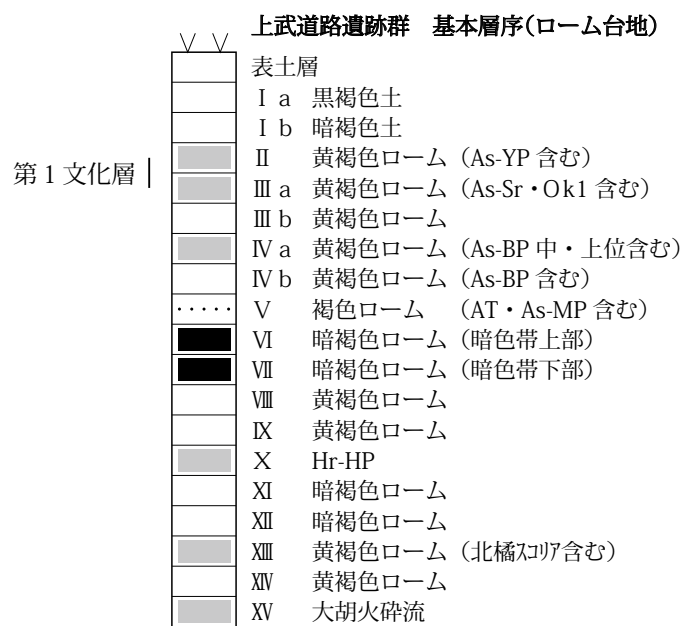 上武道路遺跡群　基本層序（ローム台地）
表土層
Ⅰa 黒褐色土
Ⅰb 暗褐色土
第1文化層
Ⅱ 黄褐色ローム（As-YP 含む）
Ⅲa 黄褐色ローム（As-Sr・Ok1 含む）
Ⅲb 黄褐色ローム
Ⅳa 黄褐色ローム（As-BP 中・上位含む）
Ⅳb 黄褐色ローム（As-BP 含む）
Ⅴ 褐色ローム　（AT・As-MP 含む）
Ⅵ 暗褐色ローム（暗色帯上部）
Ⅶ 暗褐色ローム（暗色帯下部）
Ⅷ 黄褐色ローム
Ⅸ 黄褐色ローム
Ⅹ Hr-HP
Ⅺ 暗褐色ローム
Ⅻ 暗褐色ローム
XIII 黄褐色ローム（北橘ｽｺﾘｱ含む）
XIV 黄褐色ローム
XV 大胡火砕流